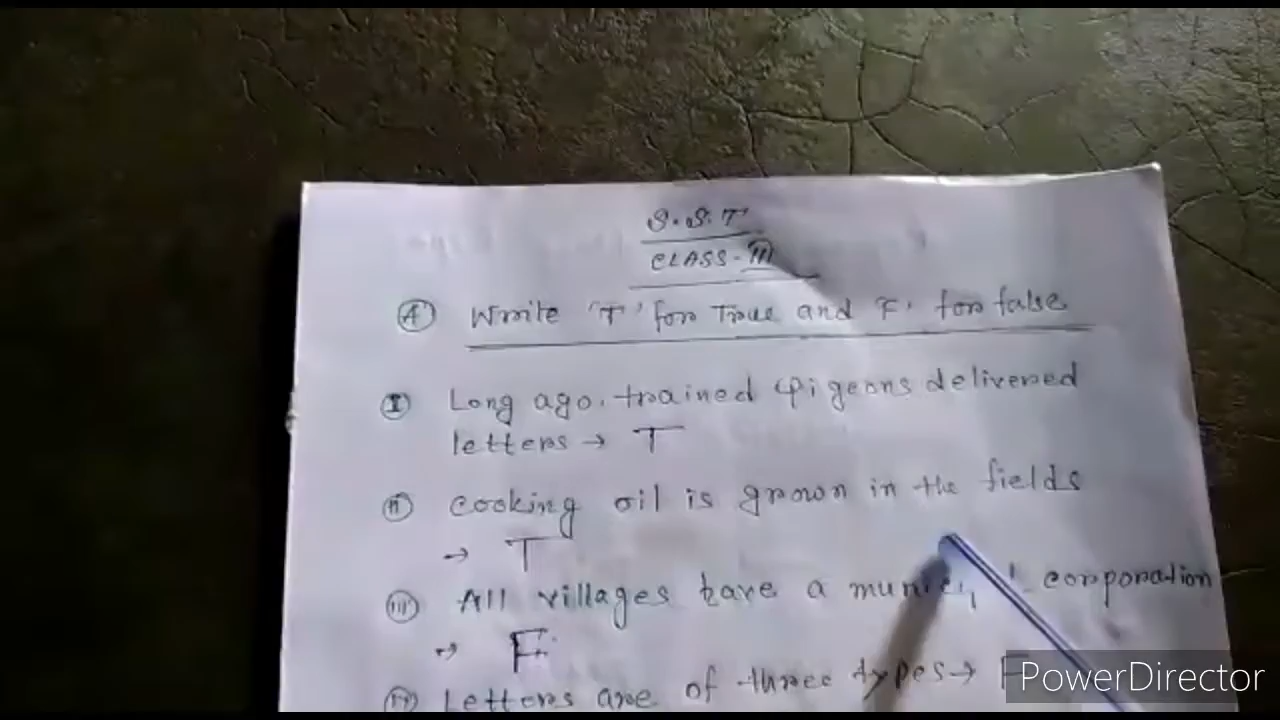 S.S.T
CLASS-III
(A) Write 'T' for True and F' for false
(I) Long ago. trained pigeons delivered
letters → T
(II) Cooking oil is grown in the fields
→ T
(III) All villages have a corporation
→ F
(IV) Letters are of three types → F
PowerDirector